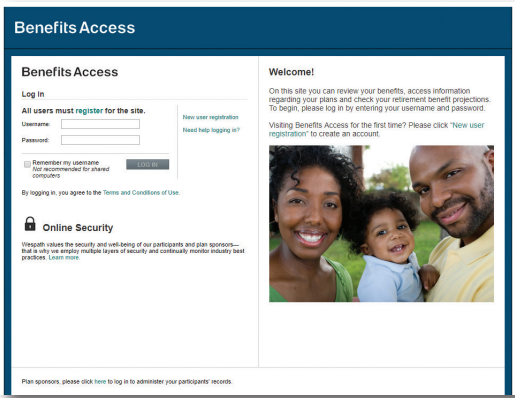 Benefits Access
Benefits Access
Log In
All users must register for the site.
Username:
Password:
New user registration
Need help logging in?
Remember my username
Not recommended for shared
computers
LOG IN
By logging in, you agree to the Terms and Conditions of Use.
Online Security
Wespath values the security and well-being of our participants and plan sponsors—
that is why we employ multiple layers of security and continually monitor industry best
practices. Learn more.
Welcome!
On this site you can review your benefits, access information
regarding your plans and check your retirement benefit projections.
To begin, please log in by entering your username and password.
Visiting Benefits Access for the first time? Please click "New user
registration" to create an account.
Plan sponsors, please click here to log in to administer your participants' records.